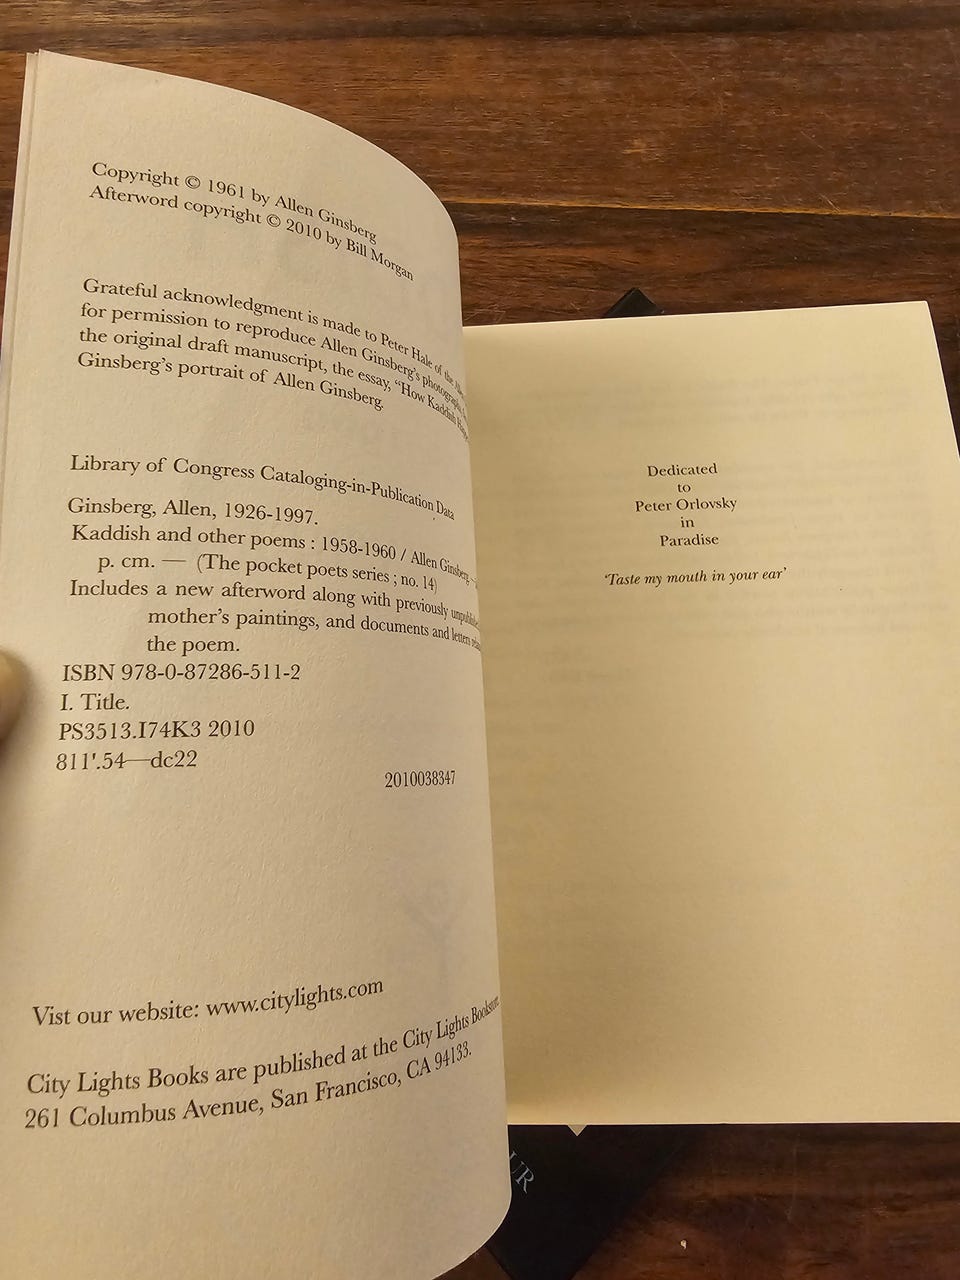 Copyright © 1961 by Allen Ginsberg
Afterword copyright © 2010 by Bill Morgan
Grateful acknowledgment is made to Peter Hale of the
for permission to reproduce Allen Ginsberg's photographs,
the original draft manuscript, the essay, "How Kaddish
Ginsberg's portrait of Allen Ginsberg.
Library of Congress Cataloging-in-Publication Data
Ginsberg, Allen, 1926-1997.
Kaddish and other poems : 1958-1960 / Allen Ginsberg
p. cm. — (The pocket poets series ; no. 14)
Includes a new afterword along with previously
mother's paintings, and documents and letters
the poem.
ISBN 978-0-87286-511-2
I. Title.
PS3513.I74K3 2010
811'.54—dc22
2010038347
Vist our website: www.citylights.com
City Lights Books are published at the City Lights Bookstore
261 Columbus Avenue, San Francisco, CA 94133.
Dedicated
to
Peter Orlovsky
in
Paradise
'Taste my mouth in your ear'
UR